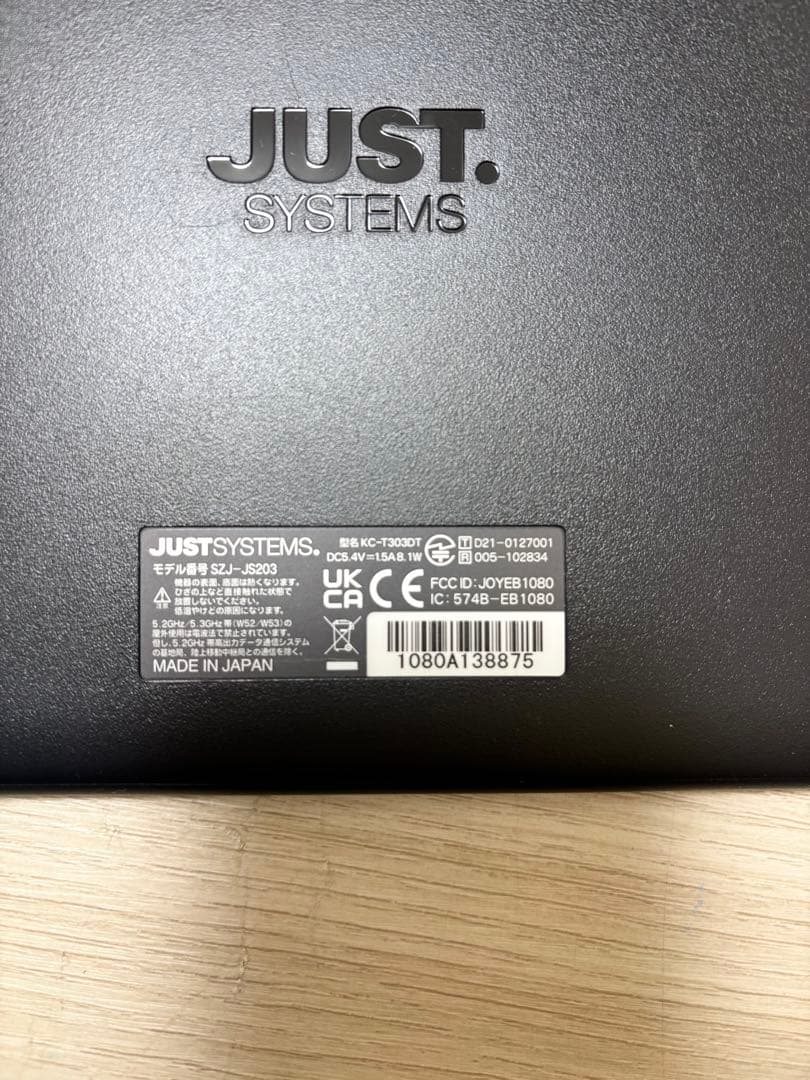 JUST.
SYSTEMS
JUSTSYSTEMS.
モデル番号 SZJ-JS203
注意
機器の表面、底面は熱くなります。
ひざの上など直接触れた状態で
放置しないでください。
低温やけどの原因になります。
5.2GHz/5.3GHz帯(W52/W53)の
屋外使用は電波法で禁止されています。
但し、5.2GHz 帯高出力データ通信システム
の基地局、陸上移動中継局との通信を除く。
MADE IN JAPAN
型名 KC-T303DT
DC5.4V⎓1.5A 8.1W
T D21-0127001
R 005-102834
UK
CA
CE
FCC ID:JOYEB1080
IC: 574B-EB1080
1080A138875